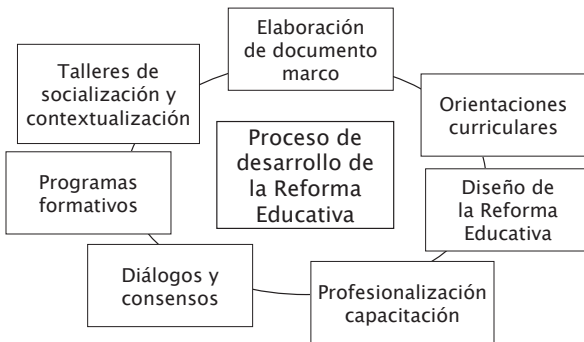 Elaboración
de documento
marco
Talleres de
socialización y
contextualización
Orientaciones
curriculares
Proceso de
desarrollo de
la Reforma
Educativa
Programas
formativos
Diseño de
la Reforma
Educativa
Diálogos y
consensos
Profesionalización
capacitación